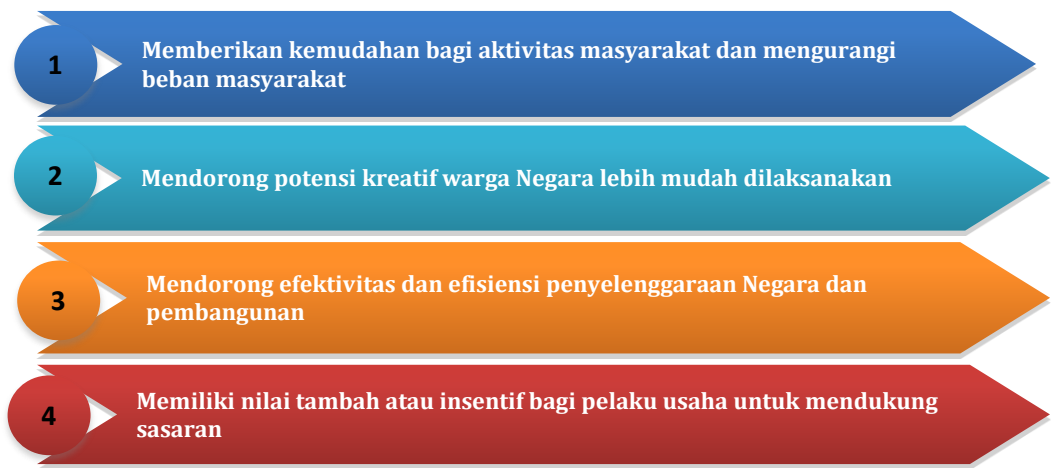 1
Memberikan kemudahan bagi aktivitas masyarakat dan mengurangi
beban masyarakat
2
Mendorong potensi kreatif warga Negara lebih mudah dilaksanakan
3
Mendorong efektivitas dan efisiensi penyelenggaraan Negara dan
pembangunan
4
Memiliki nilai tambah atau insentif bagi pelaku usaha untuk mendukung
sasaran